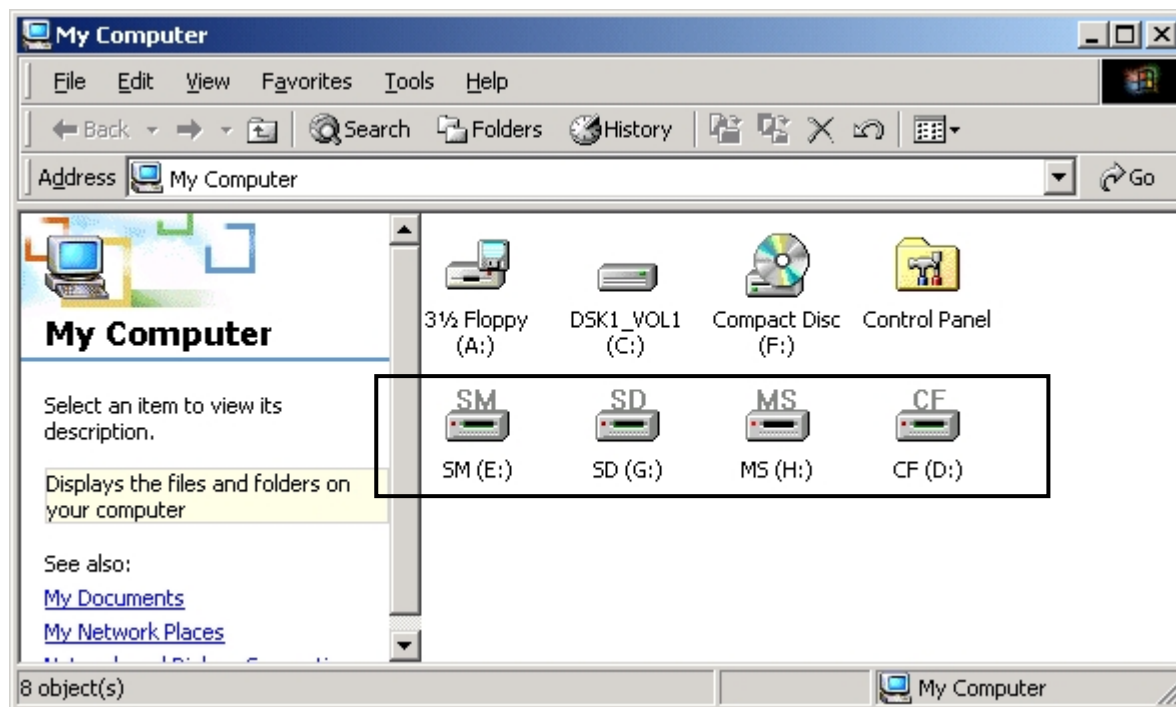 My Computer
File Edit View Favorites Tools Help
Back Search Folders History
Address My Computer Go
My Computer
Select an item to view its
description.
Displays the files and folders on
your computer
See also:
My Documents
My Network Places
3½ Floppy
(A:)
DSK1_VOL1
(C:)
Compact Disc
(F:)
Control Panel
SM
SM (E:)
SD
SD (G:)
MS
MS (H:)
CF
CF (D:)
8 object(s)
My Computer